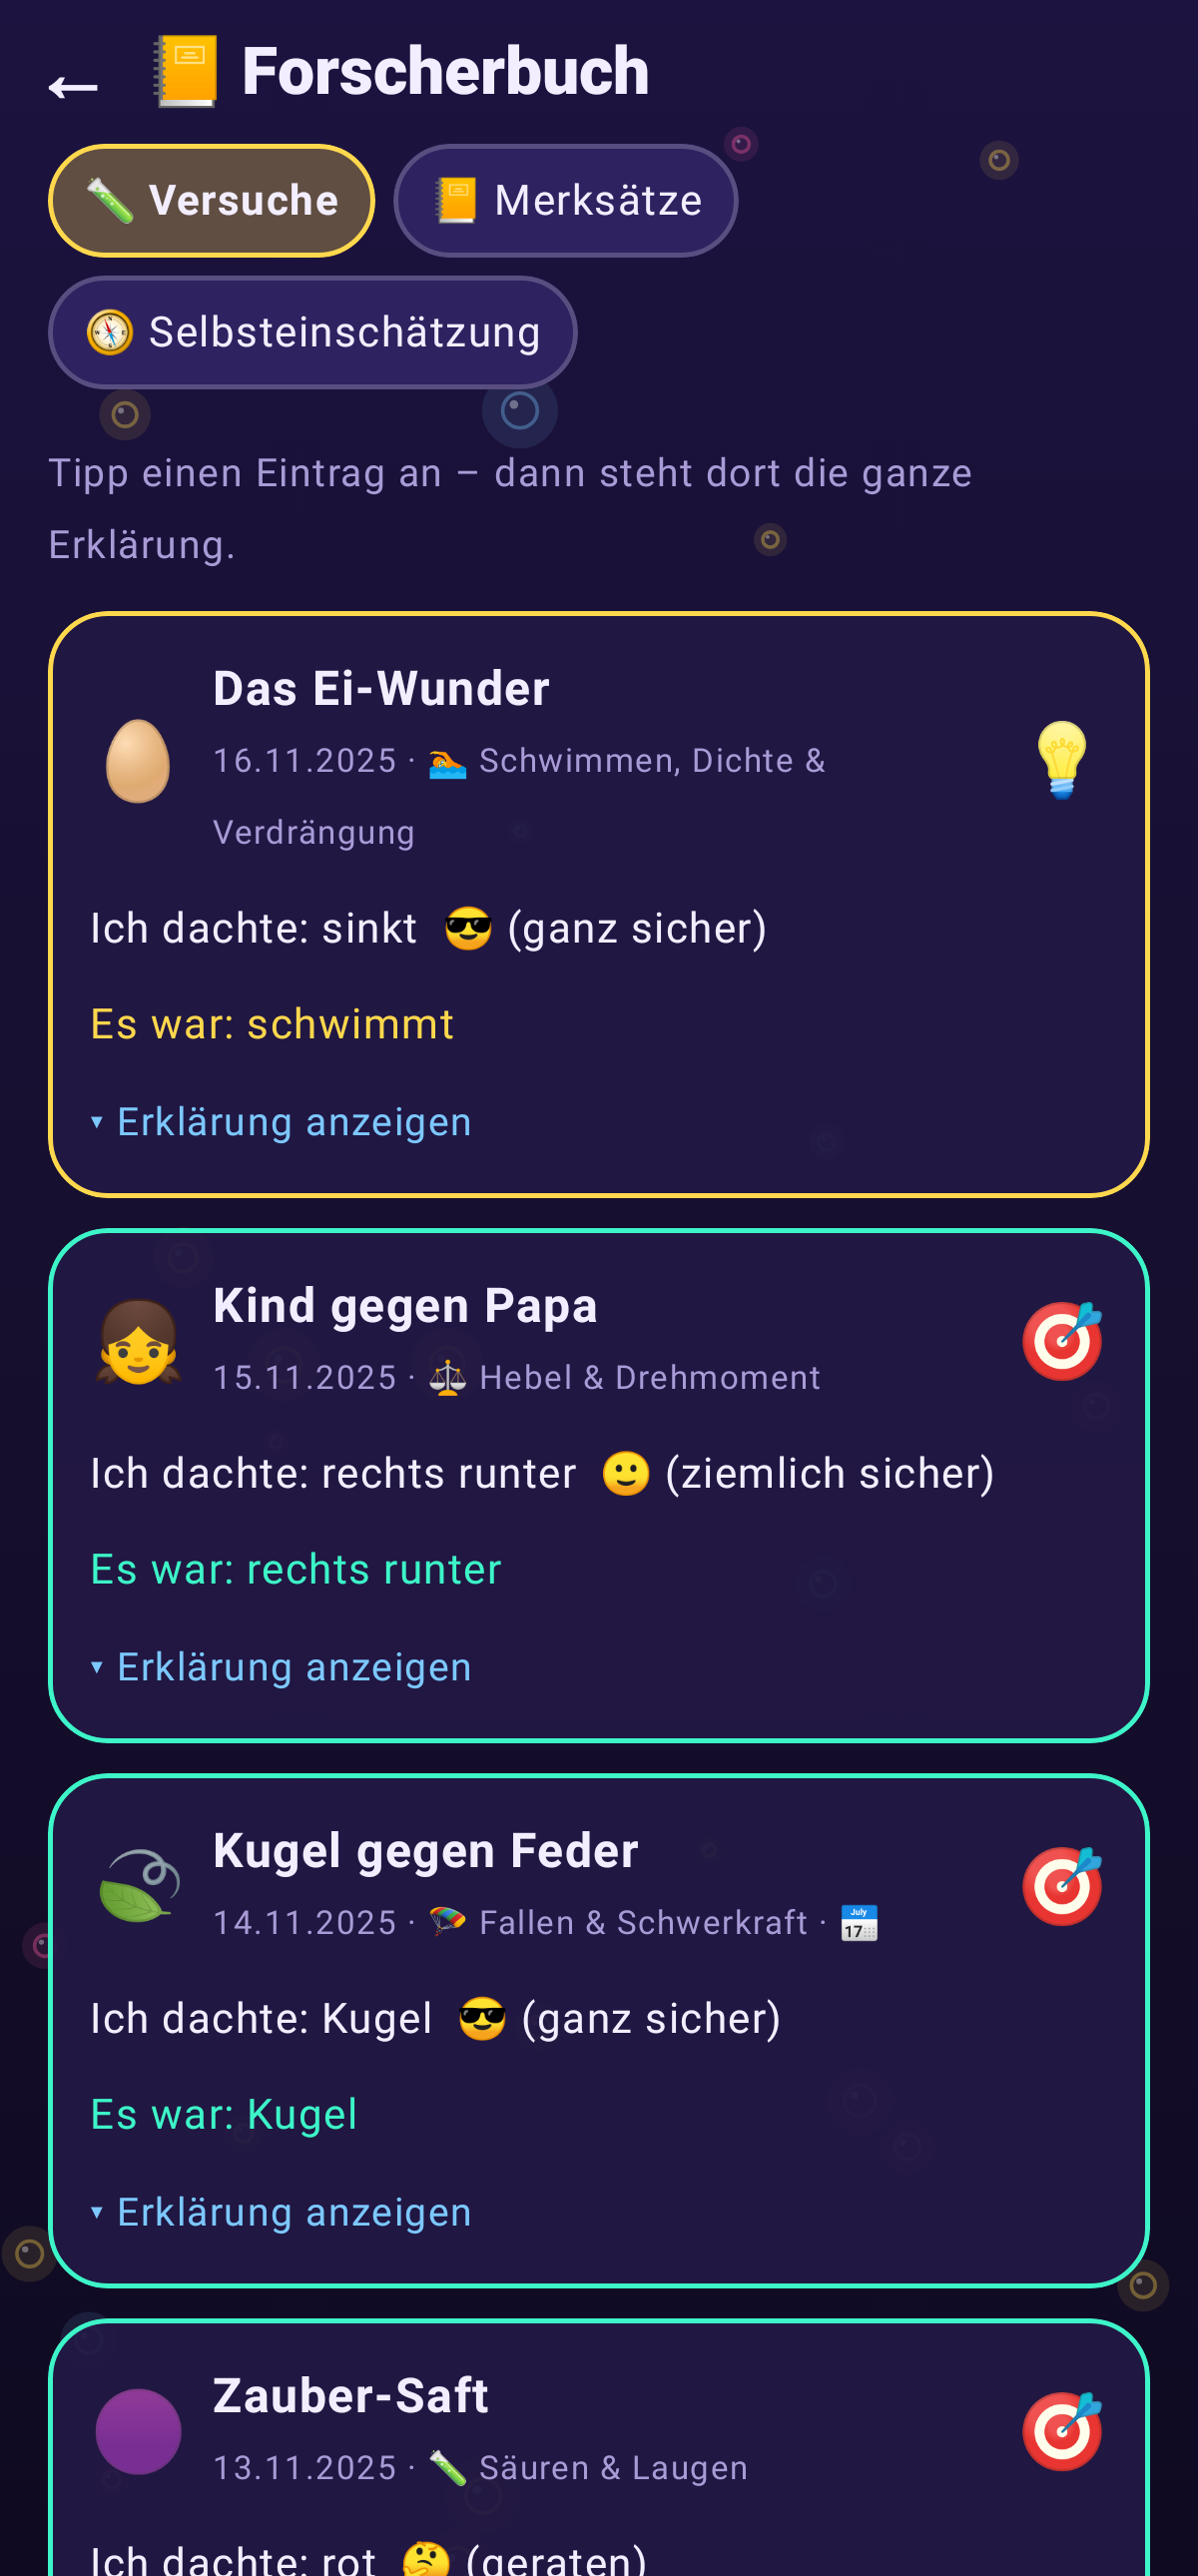 ← 📒 Forscherbuch
🧪 Versuche
📒 Merksätze
🧭 Selbsteinschätzung
Tipp einen Eintrag an – dann steht dort die ganze
Erklärung.
Das Ei-Wunder
16.11.2025 · 🏊 Schwimmen, Dichte &
Verdrängung
Ich dachte: sinkt 😎 (ganz sicher)
Es war: schwimmt
▾ Erklärung anzeigen
Kind gegen Papa
15.11.2025 · ⚖️ Hebel & Drehmoment
Ich dachte: rechts runter 🙂 (ziemlich sicher)
Es war: rechts runter
▾ Erklärung anzeigen
Kugel gegen Feder
14.11.2025 · 🪂 Fallen & Schwerkraft · 📅
Ich dachte: Kugel 😎 (ganz sicher)
Es war: Kugel
▾ Erklärung anzeigen
Zauber-Saft
13.11.2025 · 🧪 Säuren & Laugen
Ich dachte: rot 🤔 (geraten)